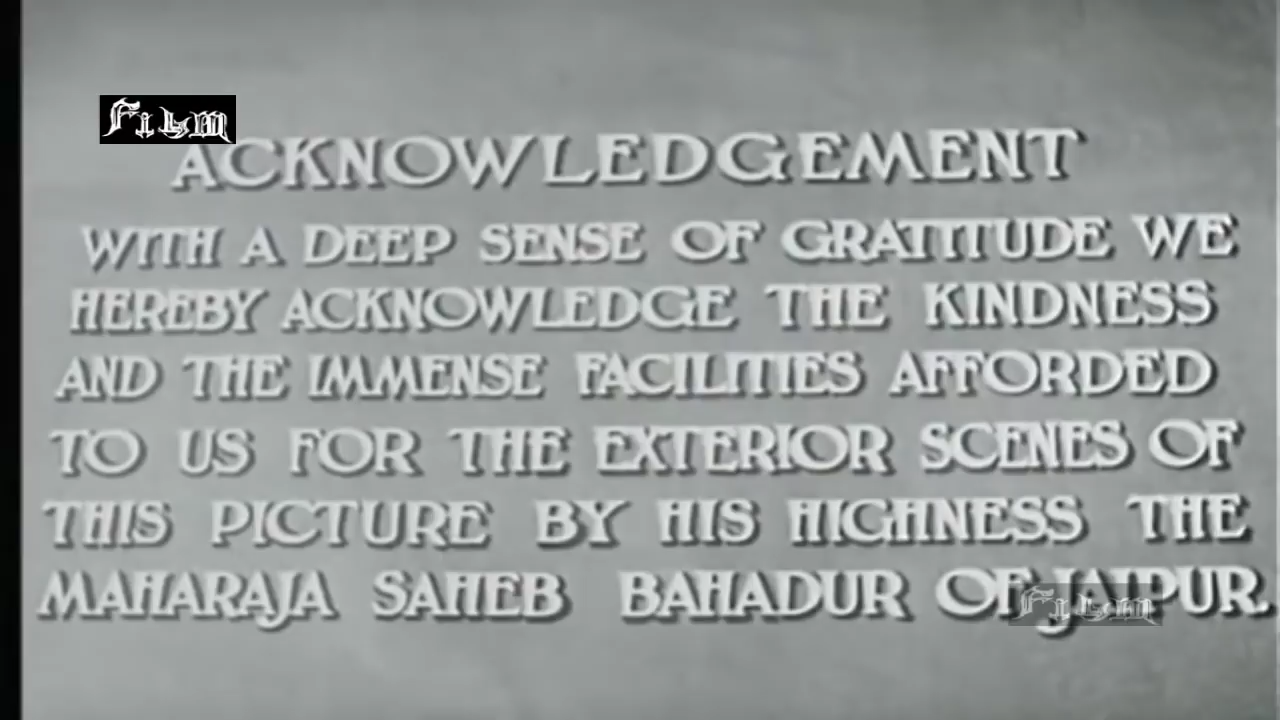 Film
ACKNOWLEDGEMENT
WITH A DEEP SENSE OF GRATITUDE WE
HEREBY ACKNOWLEDGE THE KINDNESS
AND THE IMMENSE FACILITIES AFFORDED
TO US FOR THE EXTERIOR SCENES OF
THIS PICTURE BY HIS HIGHNESS THE
MAHARAJA SAHEB BAHADUR OF JAIPUR.
Film